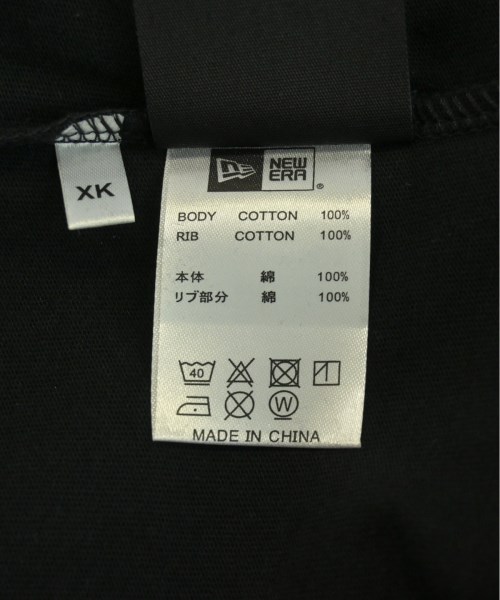 XK
NEW
ERA
®
BODY COTTON 100%
RIB COTTON 100%
本体 綿 100%
リブ部分 綿 100%
40
W
MADE IN CHINA